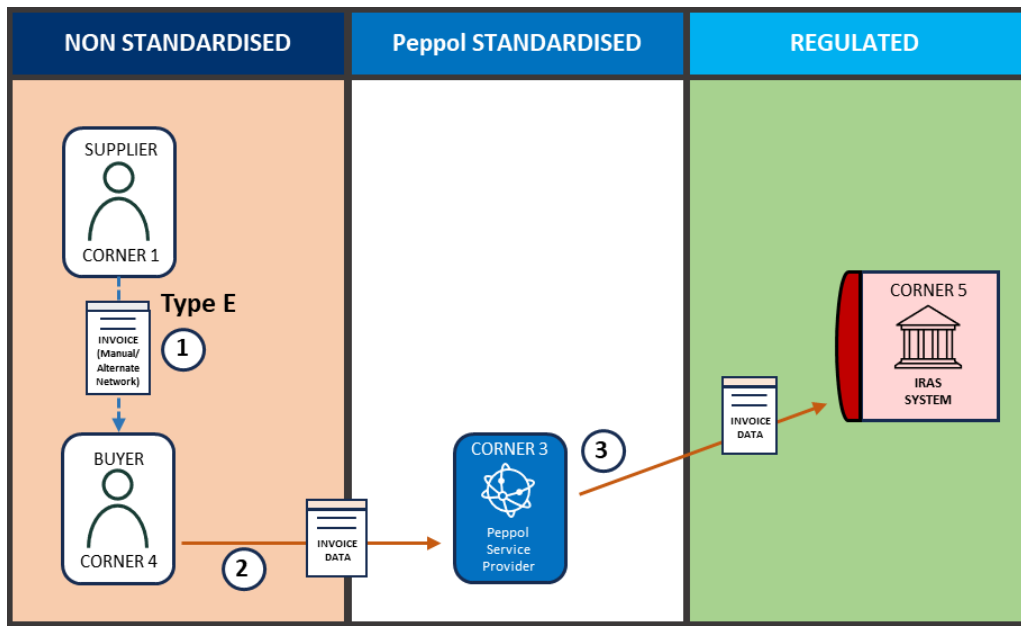 NON STANDARDISED
Peppol STANDARDISED
REGULATED
SUPPLIER
CORNER 1
Type E
1
INVOICE
(Manual/
Alternate
Network)
BUYER
CORNER 4
2
INVOICE
DATA
CORNER 3
Peppol
Service
Provider
3
INVOICE
DATA
CORNER 5
IRAS
SYSTEM